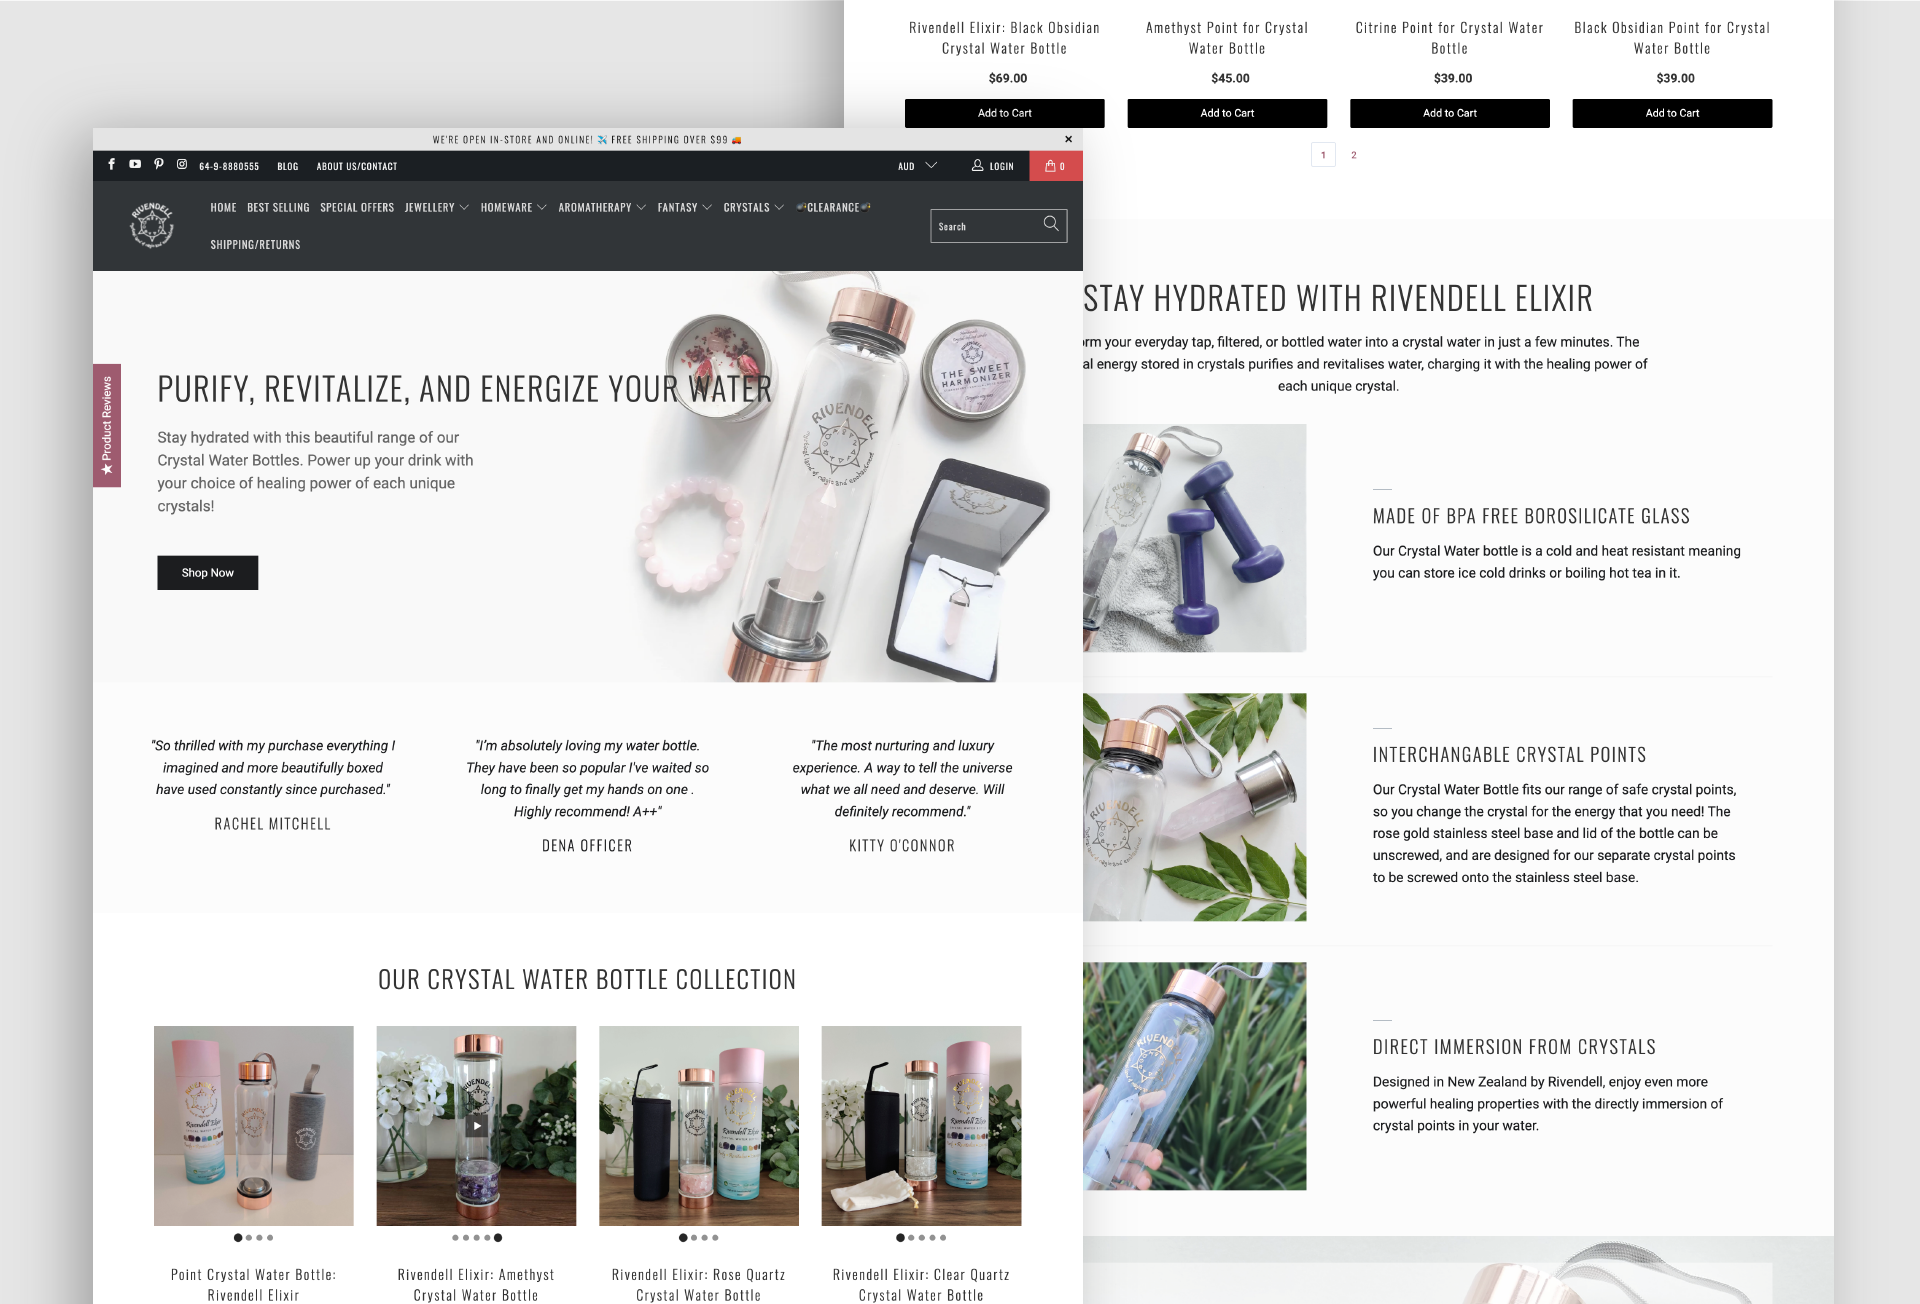 WE'RE OPEN IN-STORE AND ONLINE! ✈️ FREE SHIPPING OVER $99 🚚
64-9-8880555 BLOG ABOUT US/CONTACT
AUD LOGIN 0
RIVENDELL
HOME BEST SELLING SPECIAL OFFERS JEWELLERY HOMEWARE AROMATHERAPY FANTASY CRYSTALS 💣CLEARANCE💣
SHIPPING/RETURNS
Search
★ Product Reviews
PURIFY, REVITALIZE, AND ENERGIZE YOUR WATER
Stay hydrated with this beautiful range of our
Crystal Water Bottles. Power up your drink with
your choice of healing power of each unique
crystals!
Shop Now
THE SWEET
HARMONIZER
RIVENDELL
"So thrilled with my purchase everything I
imagined and more beautifully boxed
have used constantly since purchased."
RACHEL MITCHELL
"I'm absolutely loving my water bottle.
They have been so popular I've waited so
long to finally get my hands on one .
Highly recommend! A++"
DENA OFFICER
"The most nurturing and luxury
experience. A way to tell the universe
what we all need and deserve. Will
definitely recommend."
KITTY O'CONNOR
OUR CRYSTAL WATER BOTTLE COLLECTION
Rivendell Elixir
RIVENDELL
Rivendell Elixir
Rivendell Elixir
Point Crystal Water Bottle:
Rivendell Elixir
Rivendell Elixir: Amethyst
Crystal Water Bottle
Rivendell Elixir: Rose Quartz
Crystal Water Bottle
Rivendell Elixir: Clear Quartz
Crystal Water Bottle
Rivendell Elixir: Black Obsidian
Crystal Water Bottle
$69.00
Add to Cart
Amethyst Point for Crystal
Water Bottle
$45.00
Add to Cart
Citrine Point for Crystal Water
Bottle
$39.00
Add to Cart
Black Obsidian Point for Crystal
Water Bottle
$39.00
Add to Cart
1 2
STAY HYDRATED WITH RIVENDELL ELIXIR
your everyday tap, filtered, or bottled water into a crystal water in just a few minutes. The
energy stored in crystals purifies and revitalises water, charging it with the healing power of
each unique crystal.
MADE OF BPA FREE BOROSILICATE GLASS
Our Crystal Water bottle is a cold and heat resistant meaning
you can store ice cold drinks or boiling hot tea in it.
RIVENDELL
INTERCHANGABLE CRYSTAL POINTS
Our Crystal Water Bottle fits our range of safe crystal points,
so you change the crystal for the energy that you need! The
rose gold stainless steel base and lid of the bottle can be
unscrewed, and are designed for our separate crystal points
to be screwed onto the stainless steel base.
RIVENDELL
DIRECT IMMERSION FROM CRYSTALS
Designed in New Zealand by Rivendell, enjoy even more
powerful healing properties with the directly immersion of
crystal points in your water.